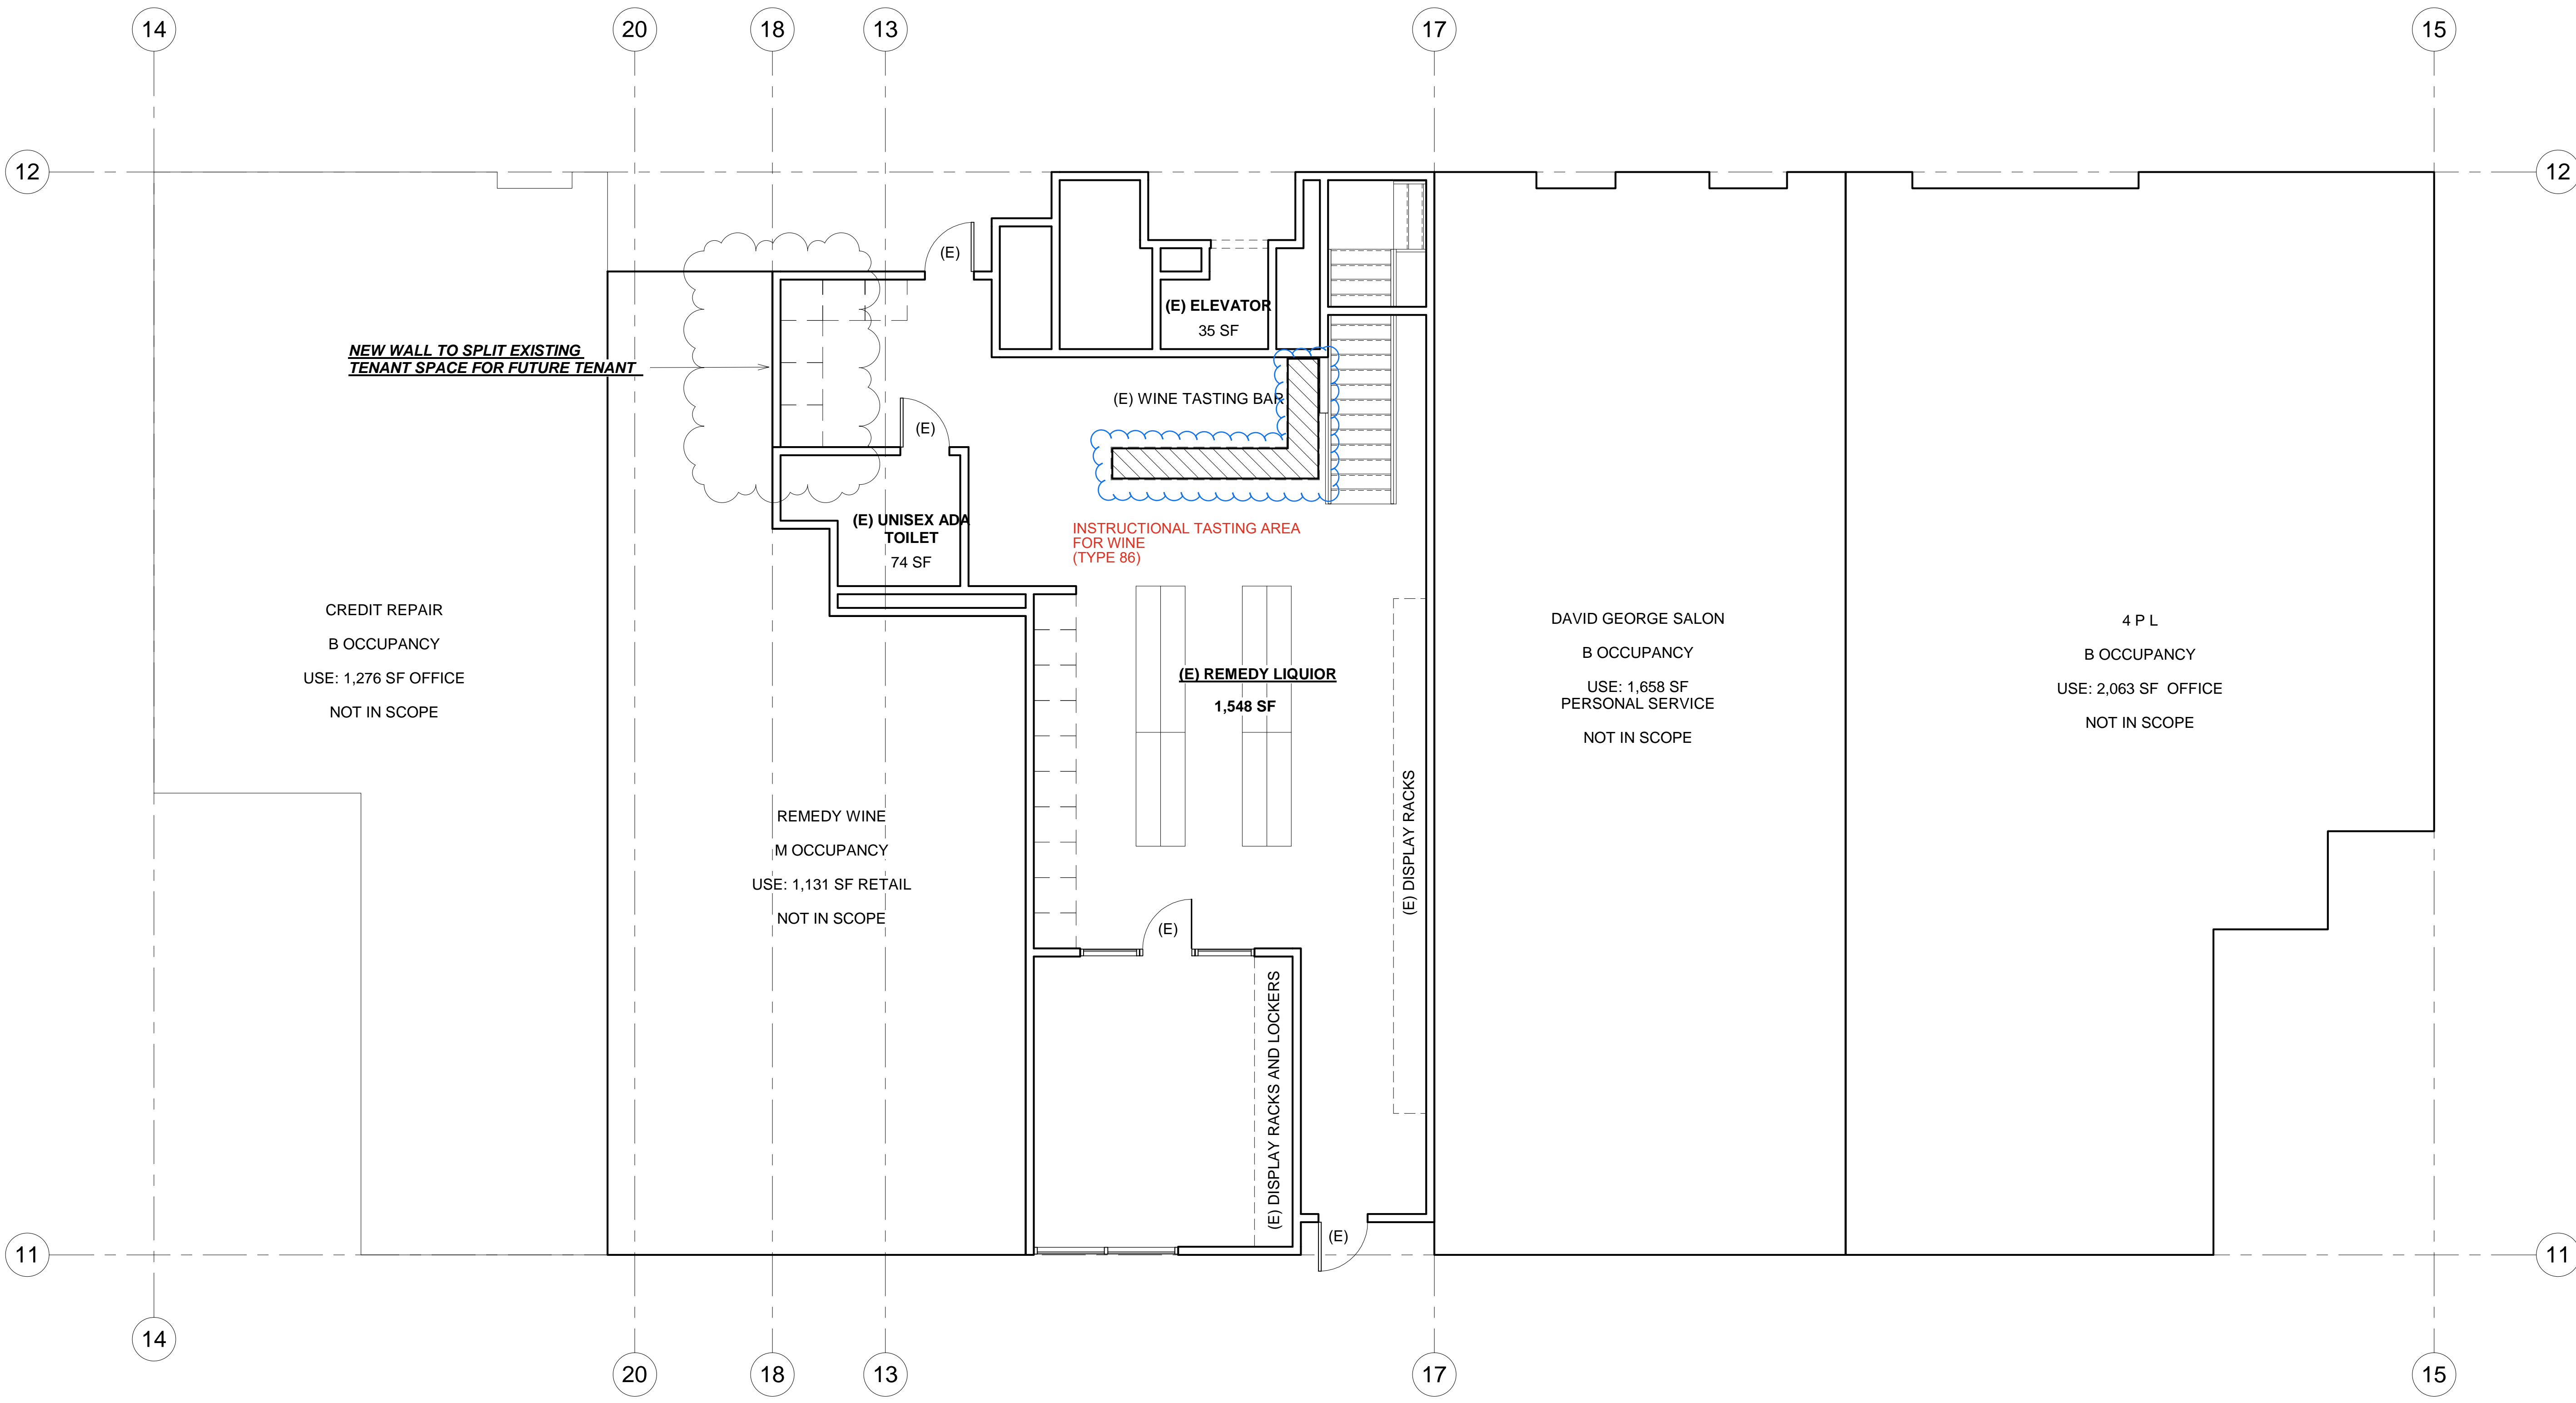 14
20
18
13
17
15
12
12
(E)
(E) ELEVATOR
35 SF
NEW WALL TO SPLIT EXISTING
TENANT SPACE FOR FUTURE TENANT
(E) WINE TASTING BAR
(E)
(E) UNISEX ADA
TOILET
74 SF
INSTRUCTIONAL TASTING AREA
FOR WINE
(TYPE 86)
CREDIT REPAIR
B OCCUPANCY
USE: 1,276 SF OFFICE
NOT IN SCOPE
REMEDY WINE
M OCCUPANCY
USE: 1,131 SF RETAIL
NOT IN SCOPE
(E) REMEDY LIQUIOR
1,548 SF
(E) DISPLAY RACKS
(E)
(E) DISPLAY RACKS AND LOCKERS
(E)
DAVID GEORGE SALON
B OCCUPANCY
USE: 1,658 SF
PERSONAL SERVICE
NOT IN SCOPE
4 P L
B OCCUPANCY
USE: 2,063 SF OFFICE
NOT IN SCOPE
11
11
14
20
18
13
17
15